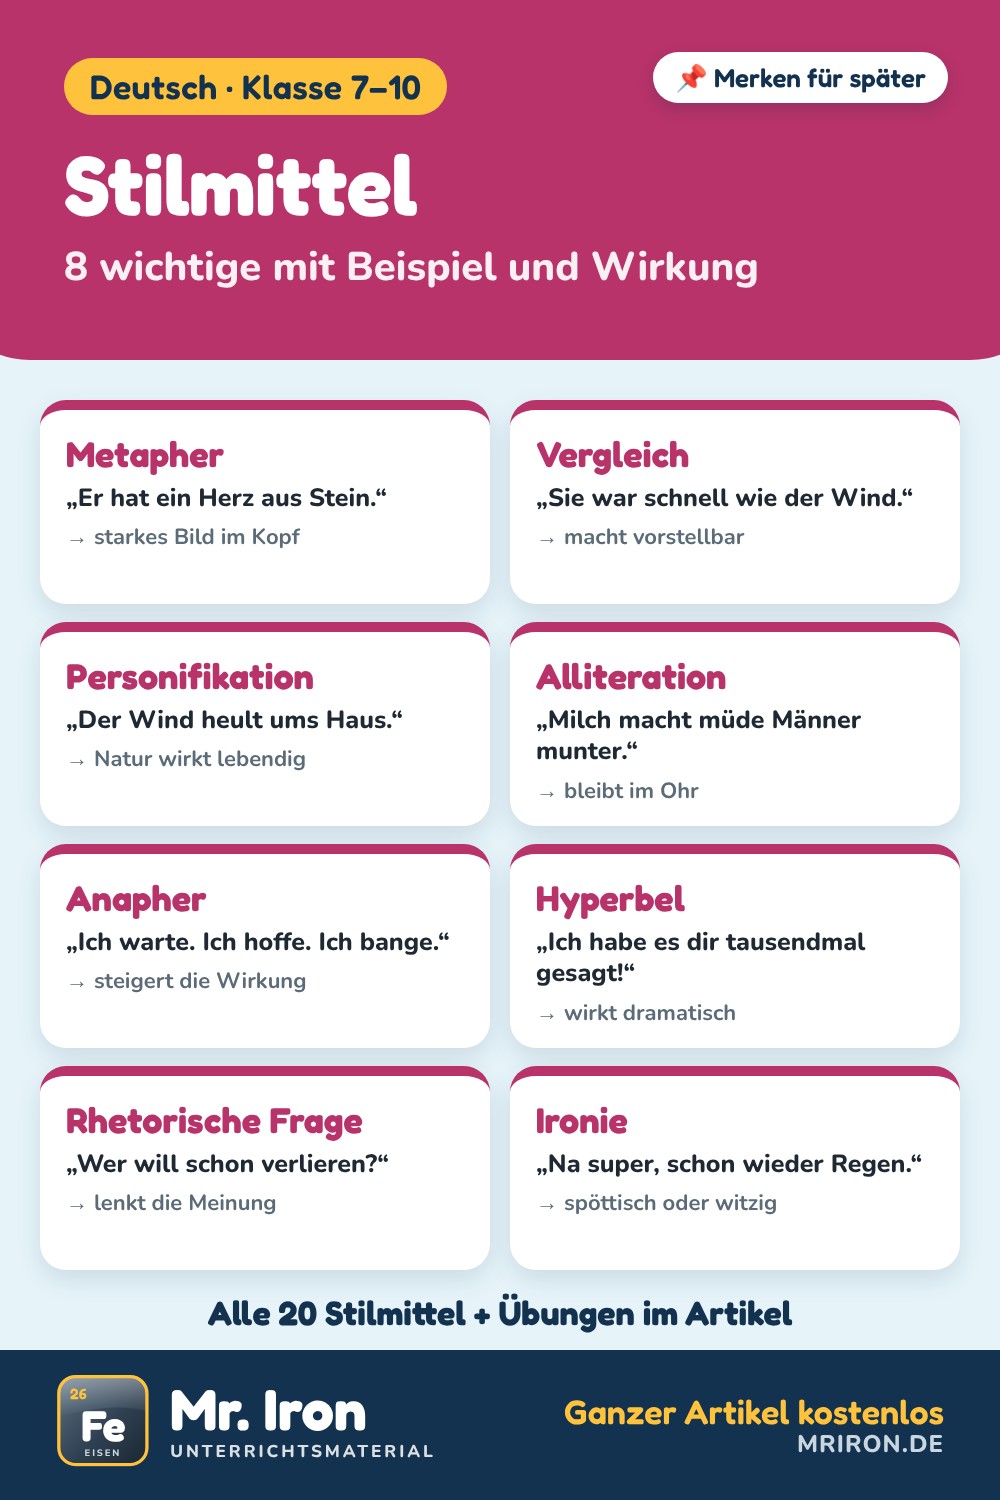 Deutsch · Klasse 7–10
📌 Merken für später
Stilmittel
8 wichtige mit Beispiel und Wirkung
Metapher
„Er hat ein Herz aus Stein.“
→ starkes Bild im Kopf
Vergleich
„Sie war schnell wie der Wind.“
→ macht vorstellbar
Personifikation
„Der Wind heult ums Haus.“
→ Natur wirkt lebendig
Alliteration
„Milch macht müde Männer
munter.“
→ bleibt im Ohr
Anapher
„Ich warte. Ich hoffe. Ich bange.“
→ steigert die Wirkung
Hyperbel
„Ich habe es dir tausendmal
gesagt!“
→ wirkt dramatisch
Rhetorische Frage
„Wer will schon verlieren?“
→ lenkt die Meinung
Ironie
„Na super, schon wieder Regen.“
→ spöttisch oder witzig
Alle 20 Stilmittel + Übungen im Artikel
26
Fe
EISEN
Mr. Iron
UNTERRICHTSMATERIAL
Ganzer Artikel kostenlos
MRIRON.DE